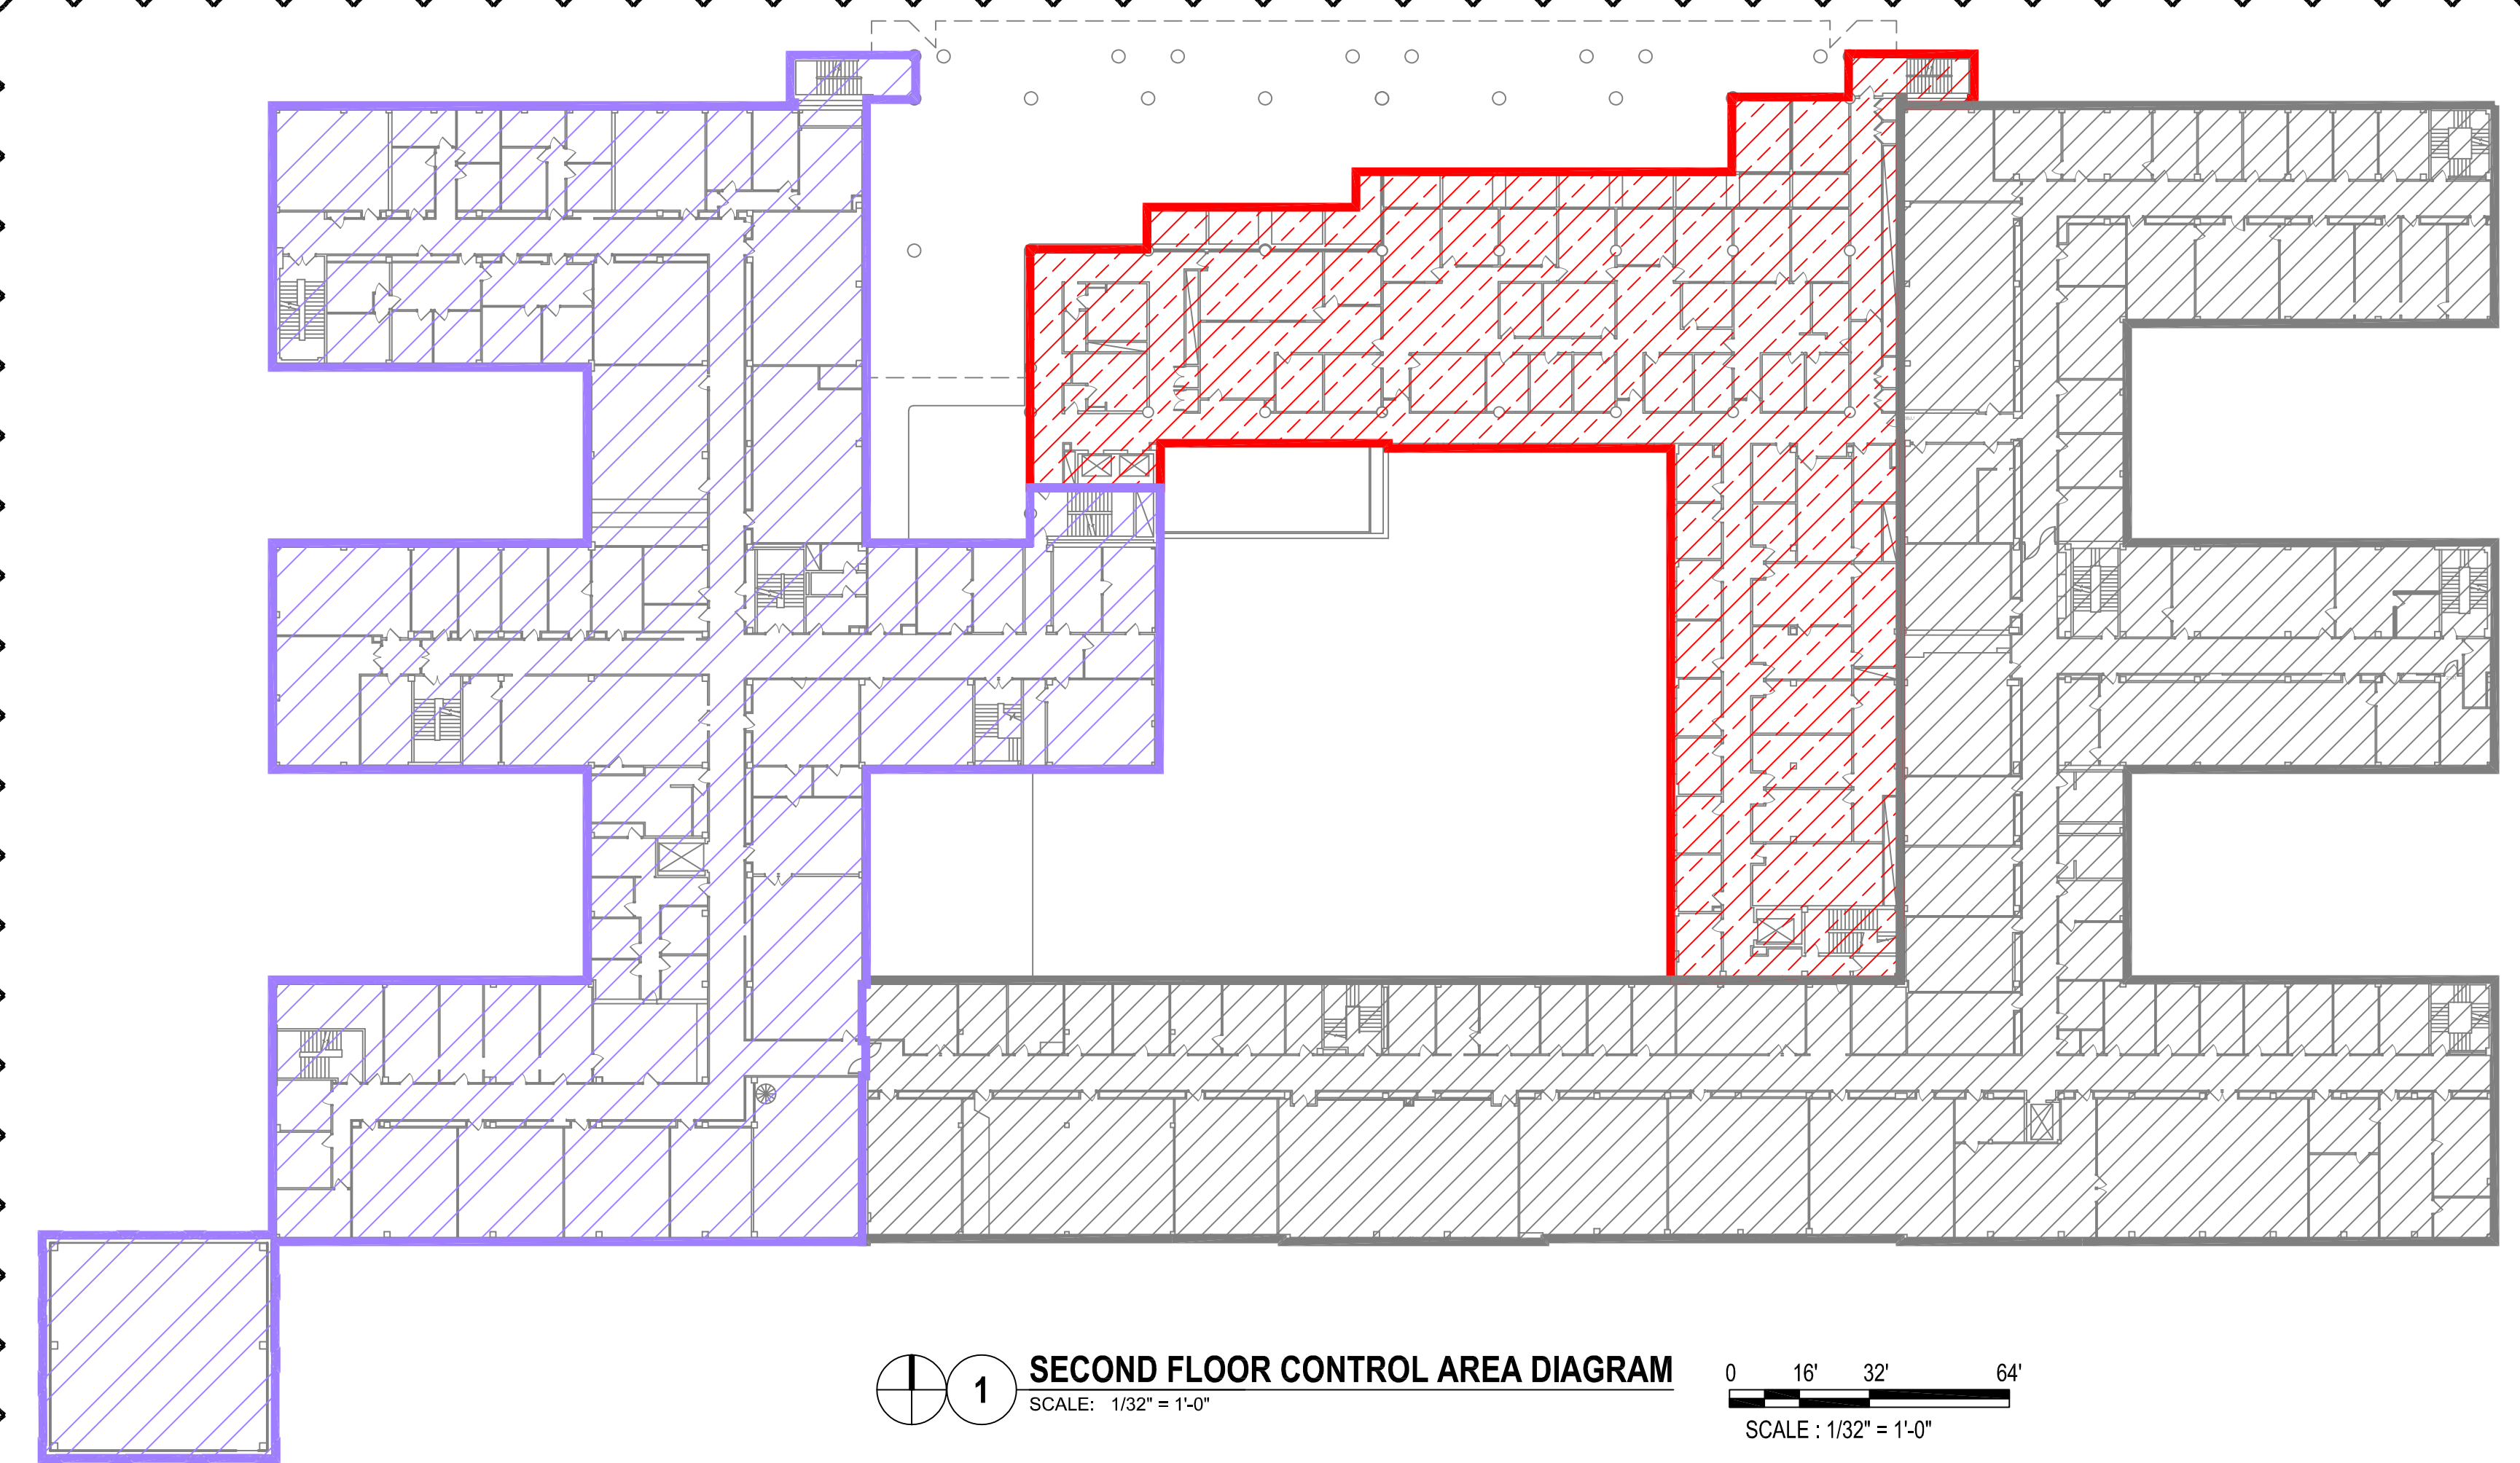 1
SECOND FLOOR CONTROL AREA DIAGRAM
SCALE: 1/32" = 1'-0"
0 16' 32' 64'
SCALE : 1/32" = 1'-0"